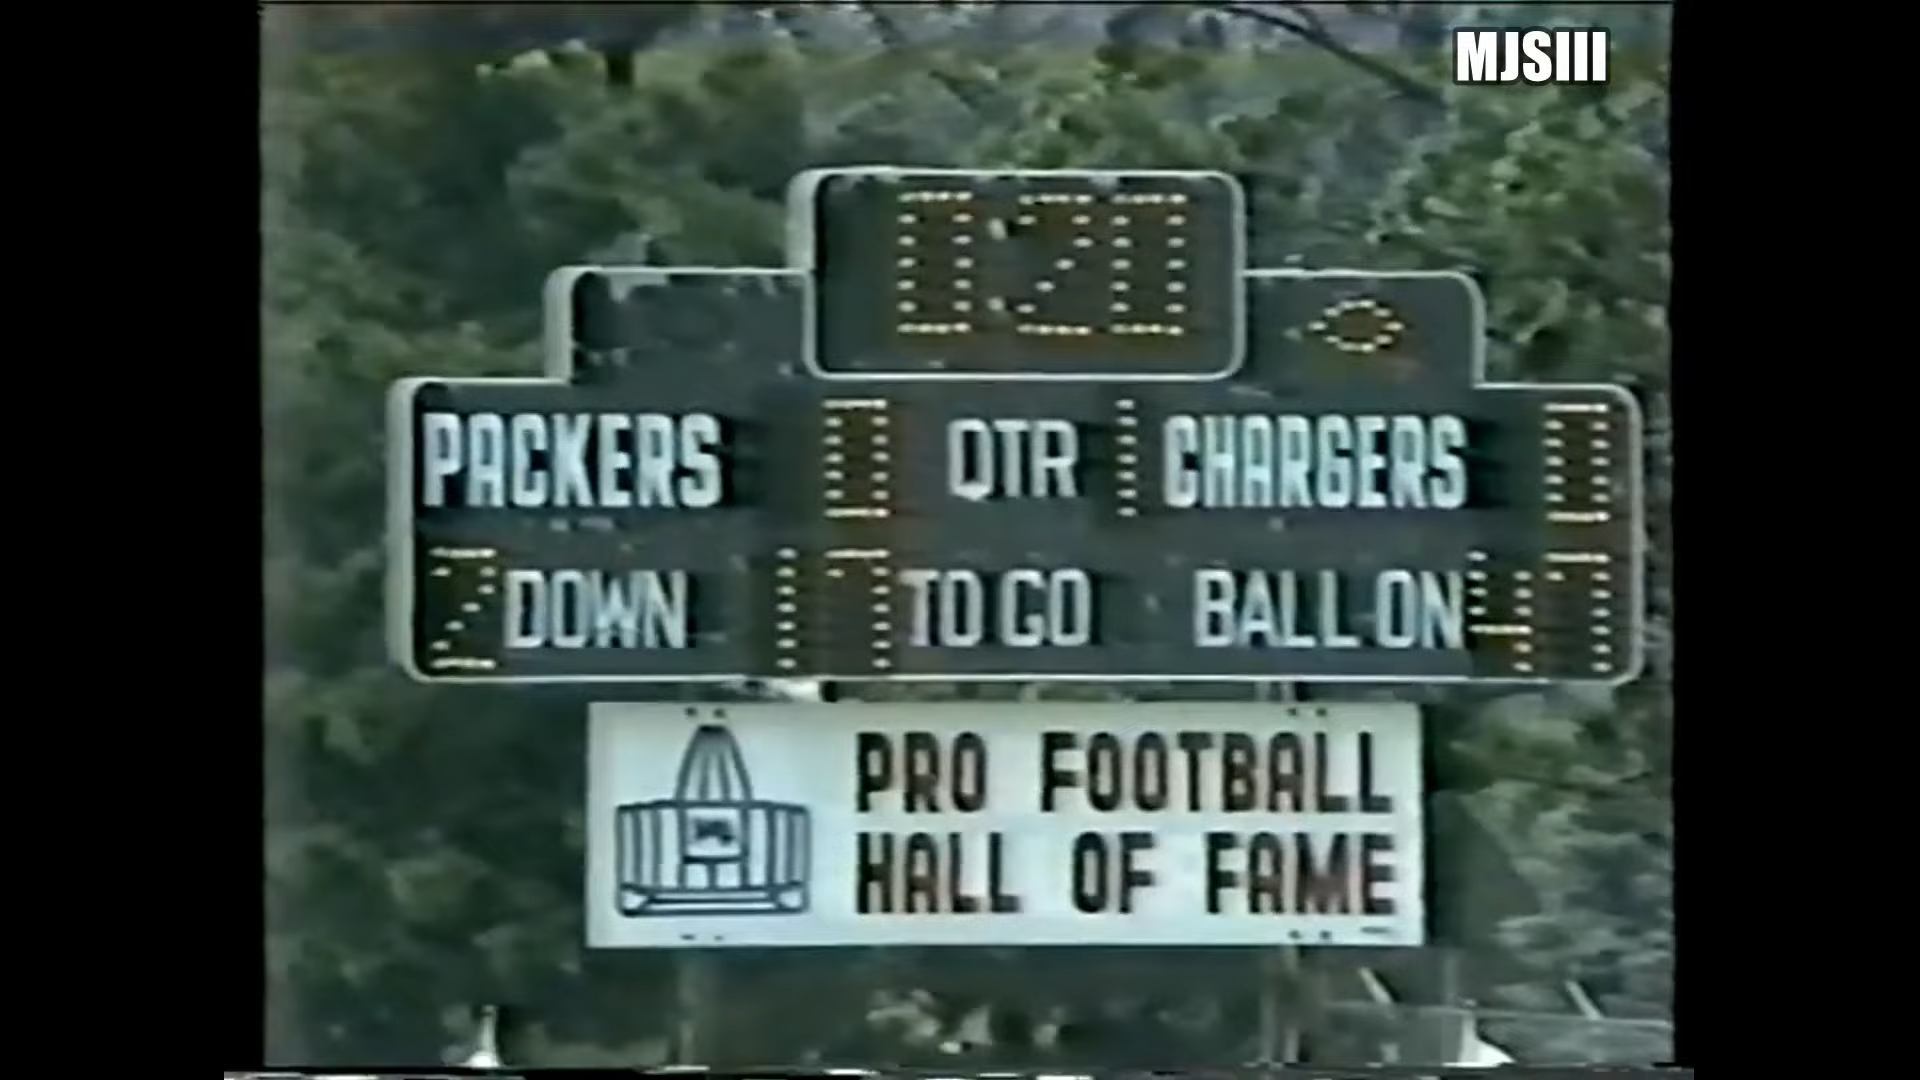 MJSIII
0:20
PACKERS 0 QTR 1 CHARGERS 0
2 DOWN 17 TO GO BALL ON 47
PRO FOOTBALL
HALL OF FAME